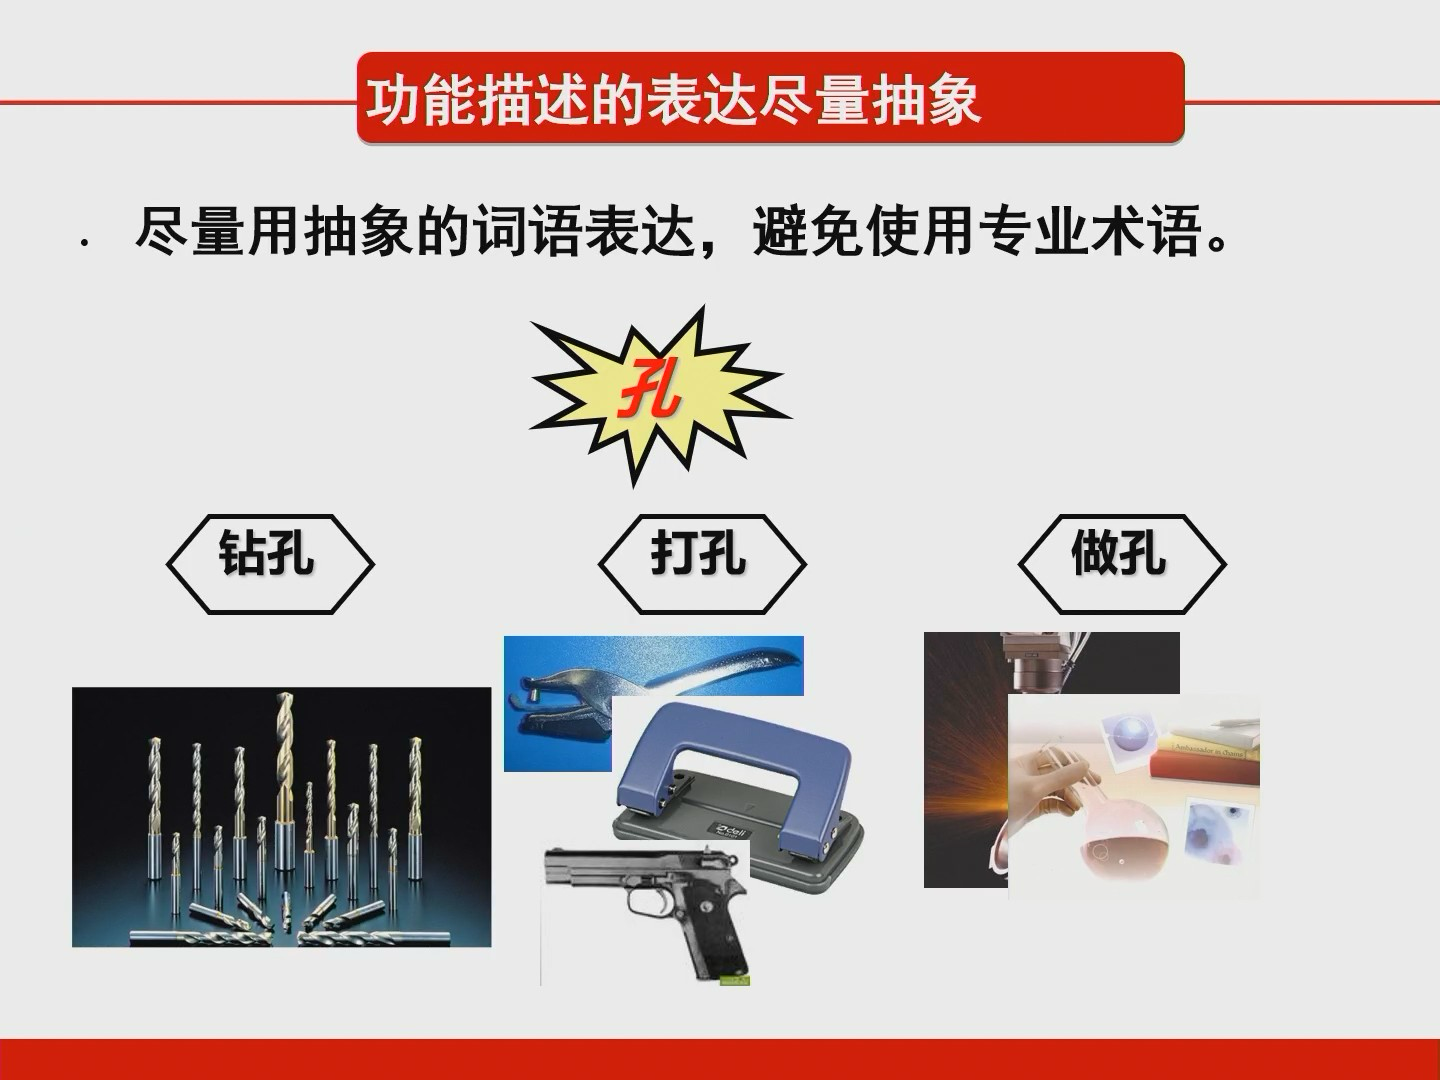 功能描述的表达尽量抽象
· 尽量用抽象的词语表达，避免使用专业术语。
孔
钻孔
打孔
做孔
deli